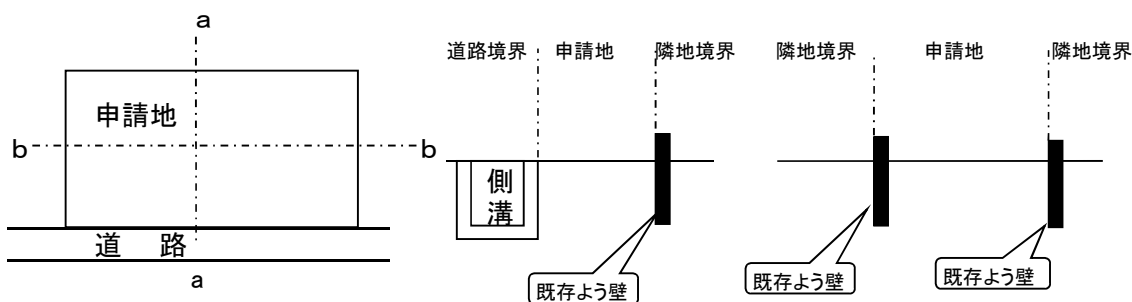 a
申請地
b
b
道 路
a
道路境界
申請地
隣地境界
側
溝
既存よう壁
隣地境界
申請地
隣地境界
既存よう壁
既存よう壁